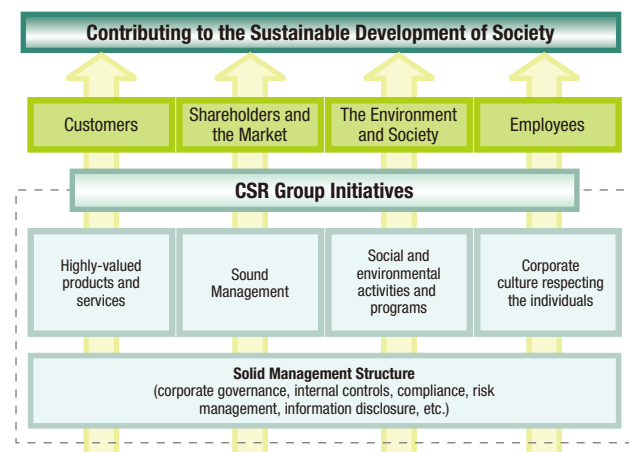 Contributing to the Sustainable Development of Society
Customers
Shareholders and
the Market
The Environment
and Society
Employees
CSR Group Initiatives
Highly-valued
products and
services
Sound
Management
Social and
environmental
activities and
programs
Corporate
culture respecting
the individuals
Solid Management Structure
(corporate governance, internal controls, compliance, risk
management, information disclosure, etc.)